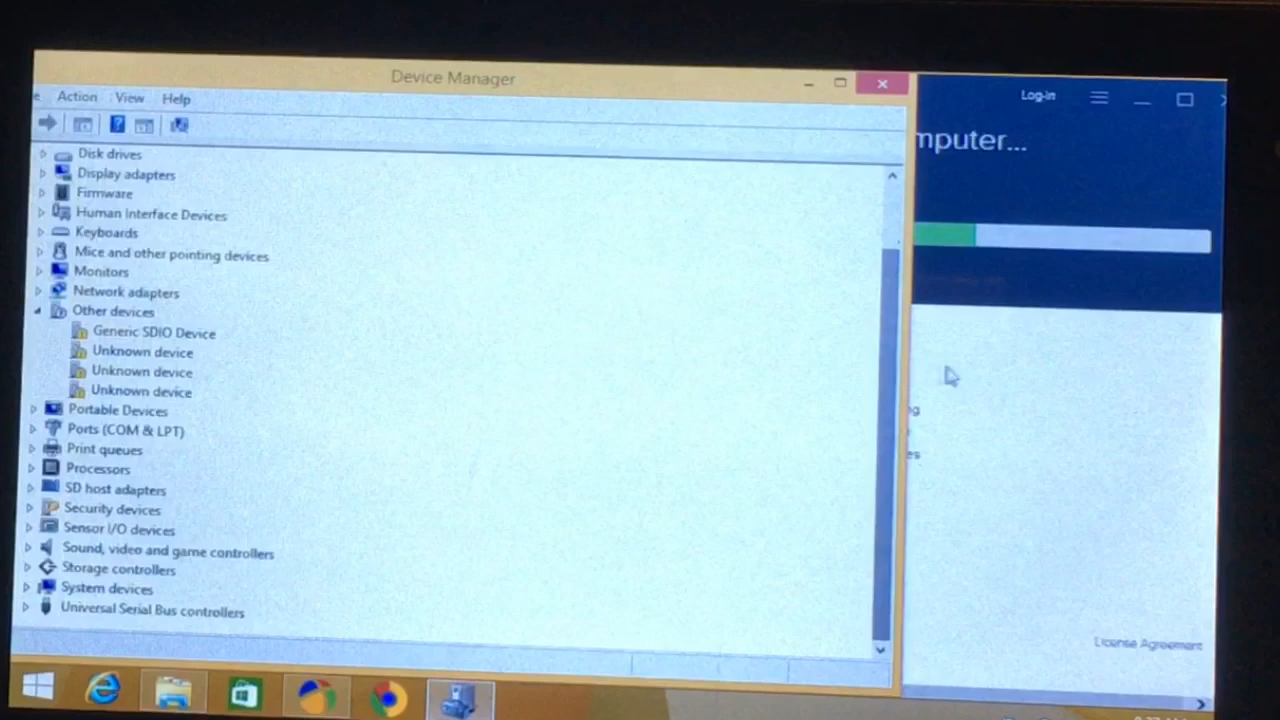 Device Manager
Action View Help
Disk drives
Display adapters
Firmware
Human Interface Devices
Keyboards
Mice and other pointing devices
Monitors
Network adapters
Other devices
Generic SDIO Device
Unknown device
Unknown device
Unknown device
Portable Devices
Ports (COM & LPT)
Print queues
Processors
SD host adapters
Security devices
Sensor I/O devices
Sound, video and game controllers
Storage controllers
System devices
Universal Serial Bus controllers
Log-in
mputer...
es
License Agreement